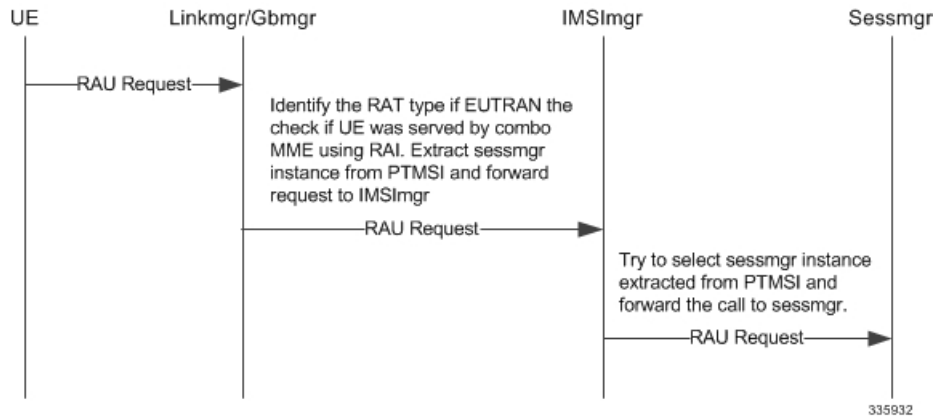 UE
Linkmgr/Gbmgr
IMSImgr
Sessmgr
RAU Request
Identify the RAT type if EUTRAN the
check if UE was served by combo
MME using RAI. Extract sessmgr
instance from PTMSI and forward
request to IMSImgr
RAU Request
Try to select sessmgr instance
extracted from PTMSI and
forward the call to sessmgr.
RAU Request
335932